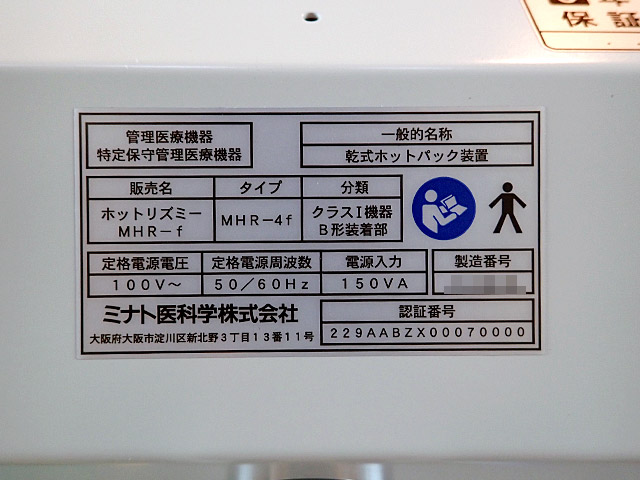 保証
管理医療機器
特定保守管理医療機器
一般的名称
乾式ホットパック装置
販売名
タイプ
分類
ホットリズミー
MHR-f
MHR-4f
クラスⅠ機器
B形装着部
定格電源電圧
定格電源周波数
電源入力
製造番号
100V～
50／60Hz
150VA
ミナト医科学株式会社
大阪府大阪市淀川区新北野3丁目13番11号
認証番号
229AABZX00070000